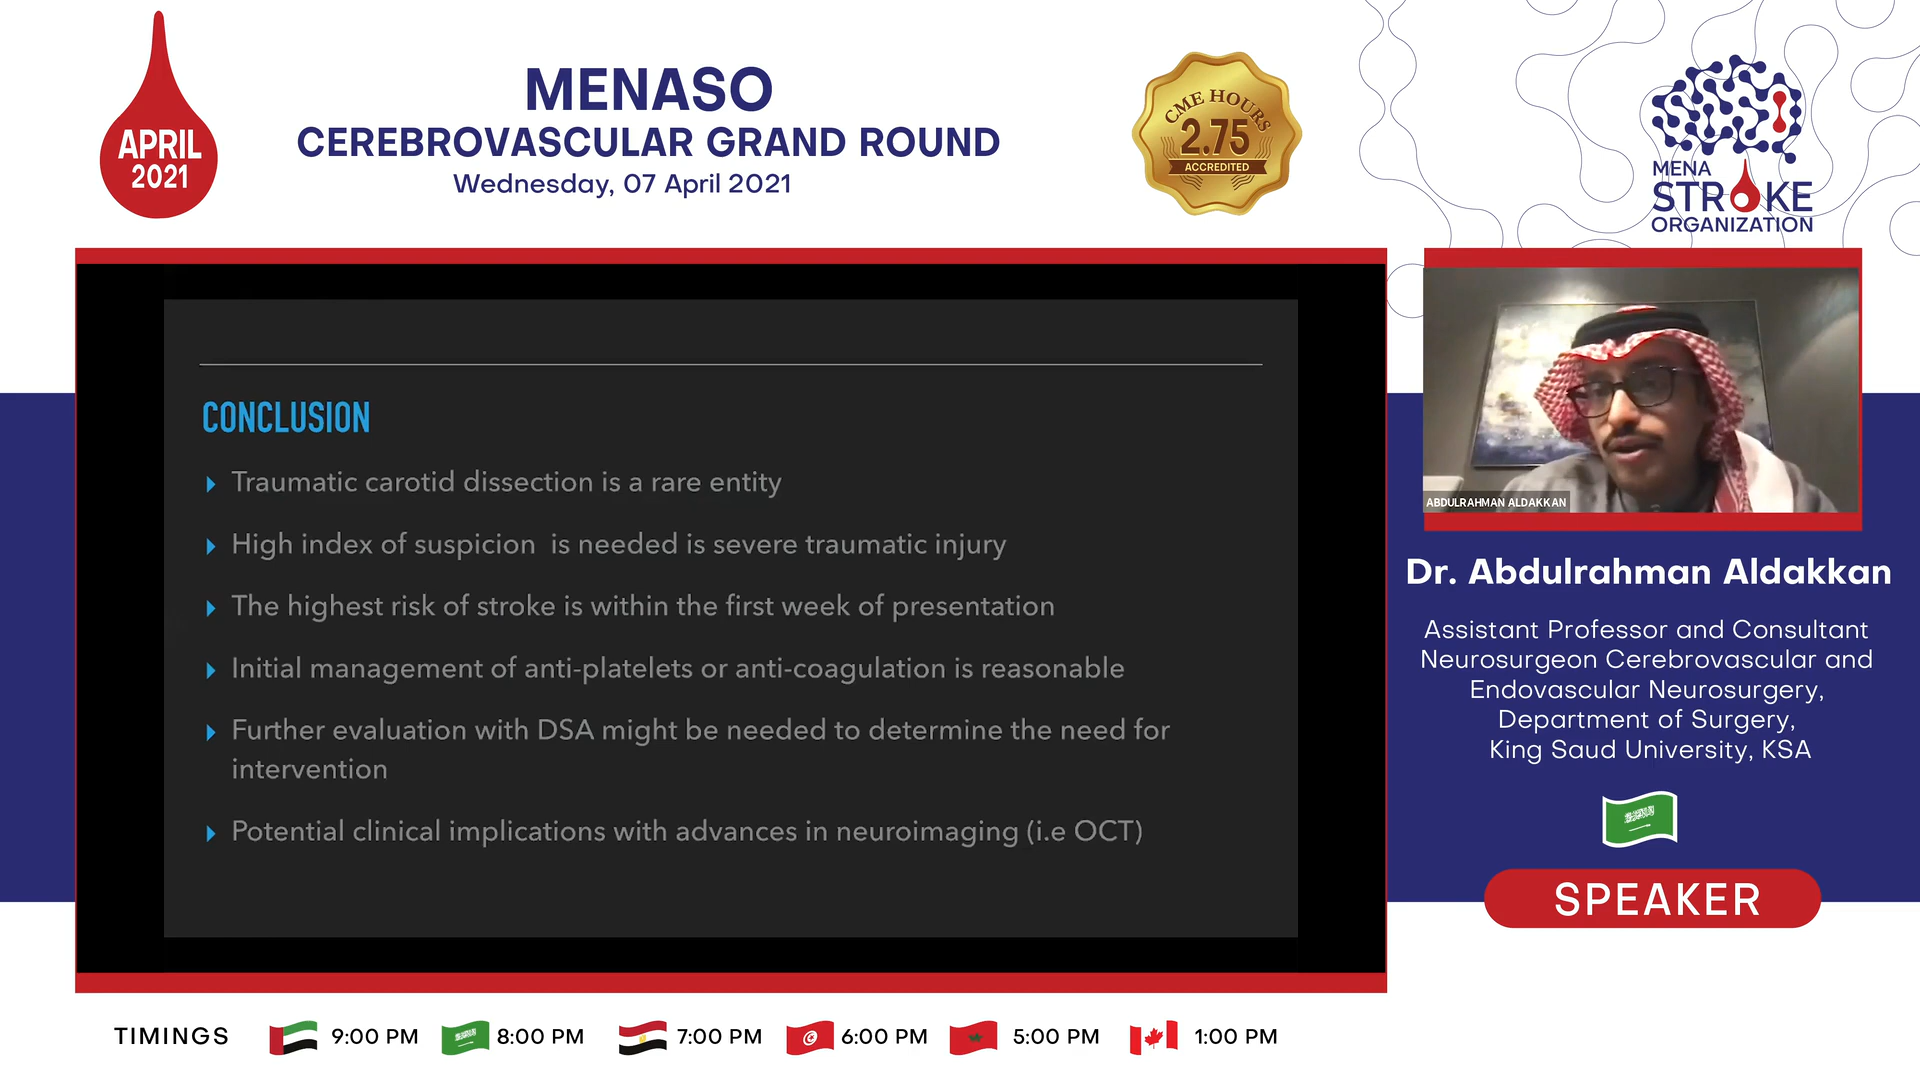 APRIL
2021
MENASO
CEREBROVASCULAR GRAND ROUND
Wednesday, 07 April 2021
CME HOURS
2.75
ACCREDITED
MENA
STROKE
ORGANIZATION
CONCLUSION
Traumatic carotid dissection is a rare entity
High index of suspicion is needed is severe traumatic injury
The highest risk of stroke is within the first week of presentation
Initial management of anti-platelets or anti-coagulation is reasonable
Further evaluation with DSA might be needed to determine the need for
intervention
Potential clinical implications with advances in neuroimaging (i.e OCT)
ABDULRAHMAN ALDAKKAN
Dr. Abdulrahman Aldakkan
Assistant Professor and Consultant
Neurosurgeon Cerebrovascular and
Endovascular Neurosurgery,
Department of Surgery,
King Saud University, KSA
SPEAKER
TIMINGS 9:00 PM 8:00 PM 7:00 PM 6:00 PM 5:00 PM 1:00 PM